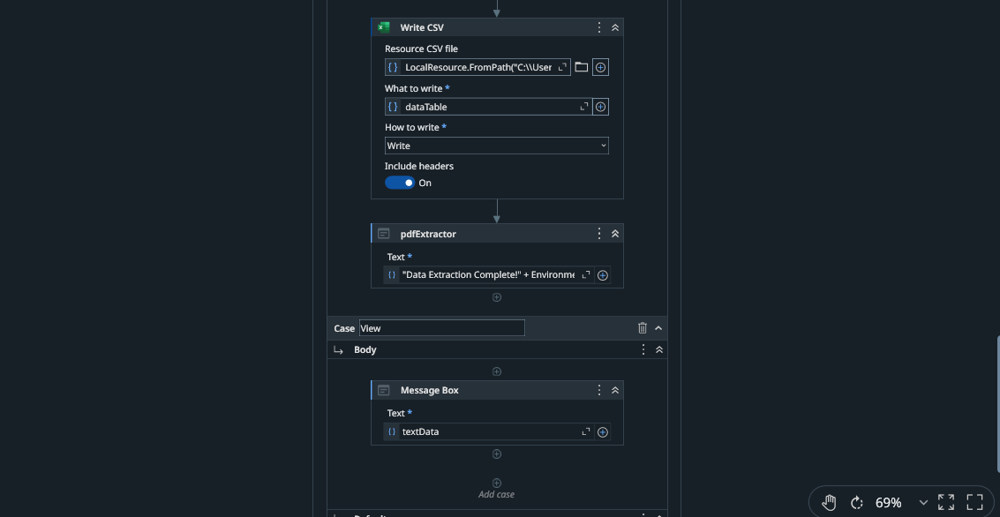 Write CSV
Resource CSV file
{ } LocalResource.FromPath("C:\\User
What to write *
{ } dataTable
How to write *
Write
Include headers
On
pdfExtractor
Text *
{ } "Data Extraction Complete!" + Environme
Case View
Body
Message Box
Text *
{ } textData
Add case
69%